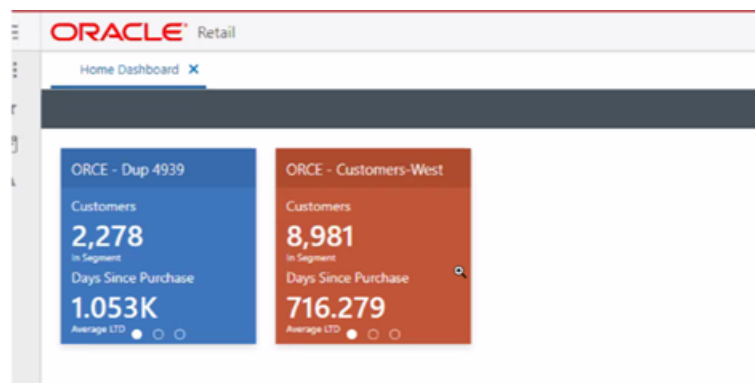 ORACLE® Retail
Home Dashboard ×
ORCE - Dup 4939
Customers
2,278
In Segment
Days Since Purchase
1.053K
Average LTD
ORCE - Customers-West
Customers
8,981
In Segment
Days Since Purchase
716.279
Average LTD